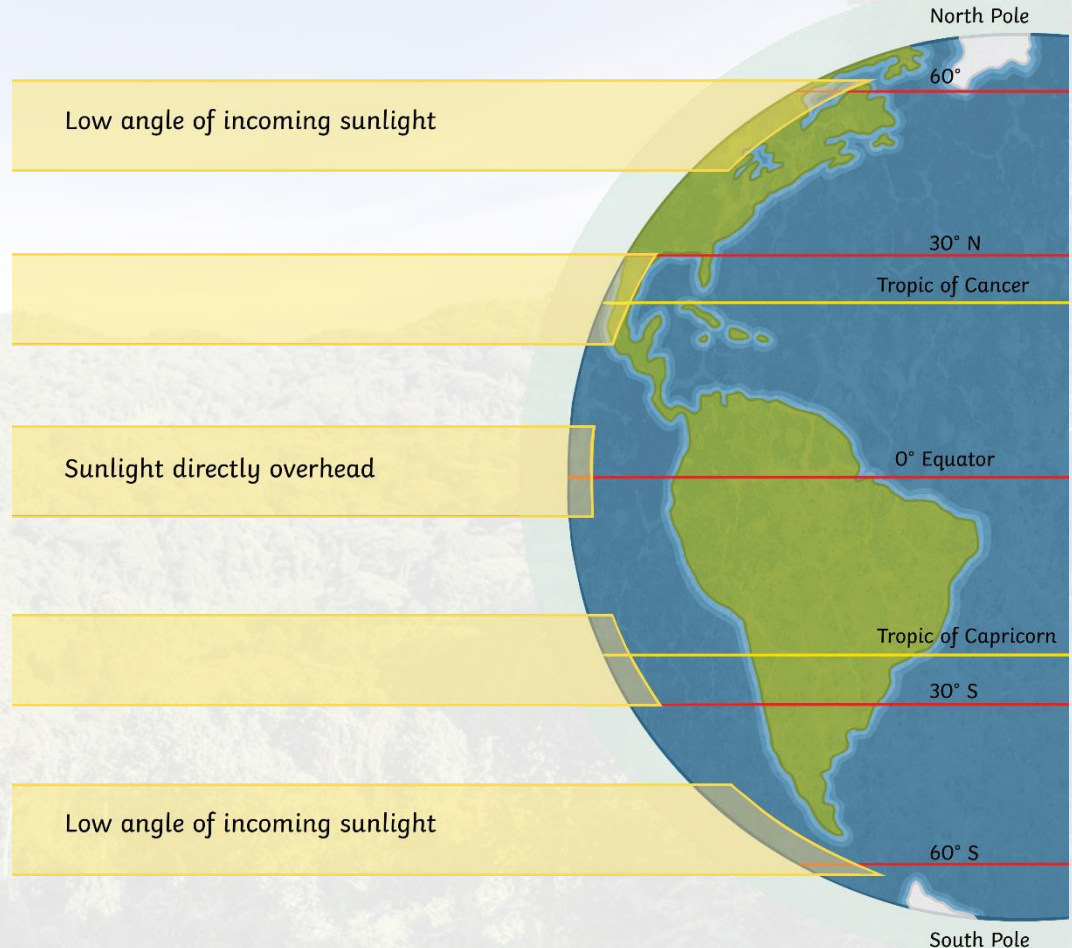 North Pole
60°
Low angle of incoming sunlight
30° N
Tropic of Cancer
0° Equator
Sunlight directly overhead
Tropic of Capricorn
30° S
Low angle of incoming sunlight
60° S
South Pole